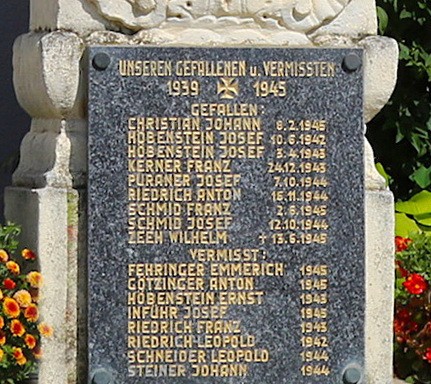 UNSEREN GEFALLENEN u. VERMISSTEN
1939 1945
GEFALLEN:
CHRISTIAN JOHANN 8.2.1945
HOBENSTEIN JOSEF 10.6.1942
HOBENSTEIN JOSEF 3.4.1943
KERNER FRANZ 24.12.1943
PURANER JOSEF 7.10.1944
RIEDRICH ANTON 16.11.1944
SCHMID FRANZ 2.8.1945
SCHMID JOSEF 12.10.1944
ZEEH WILHELM † 13.6.1945
VERMISST:
FEHRINGER EMMERICH 1945
GÖTZINGER ANTON 1945
HOBENSTEIN ERNST 1943
INFÜHR JOSEF 1945
RIEDRICH FRANZ 1943
RIEDRICH LEOPOLD 1942
SCHNEIDER LEOPOLD 1944
STEINER JOHANN 1944